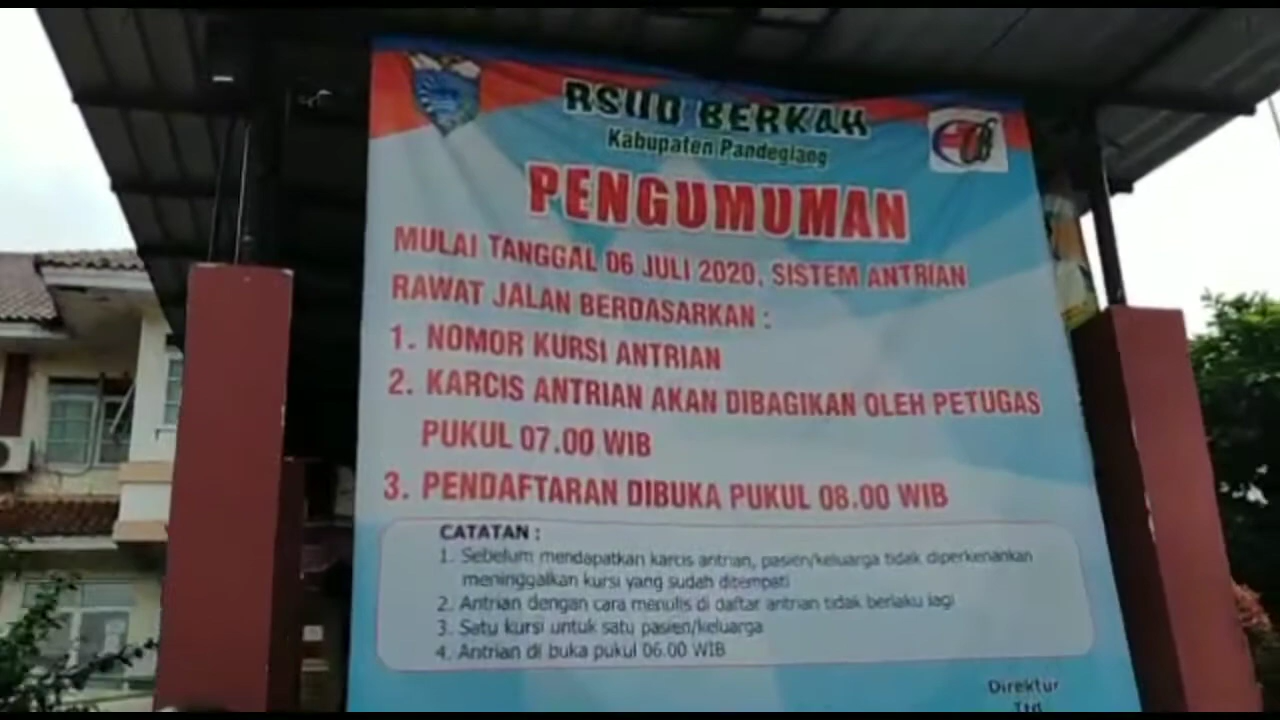 RSUD BERKAH
Kabupaten Pandeglang
PENGUMUMAN
MULAI TANGGAL 06 JULI 2020, SISTEM ANTRIAN
RAWAT JALAN BERDASARKAN :
1. NOMOR KURSI ANTRIAN
2. KARCIS ANTRIAN AKAN DIBAGIKAN OLEH PETUGAS
PUKUL 07.00 WIB
3. PENDAFTARAN DIBUKA PUKUL 08.00 WIB
CATATAN :
1. Sebelum mendapatkan karcis antrian, pasien/keluarga tidak diperkenankan
meninggalkan kursi yang sudah ditempati
2. Antrian dengan cara menulis di daftar antrian tidak berlaku lagi
3. Satu kursi untuk satu pasien/keluarga
4. Antrian di buka pukul 06.00 WIB
Direktur
Ttd